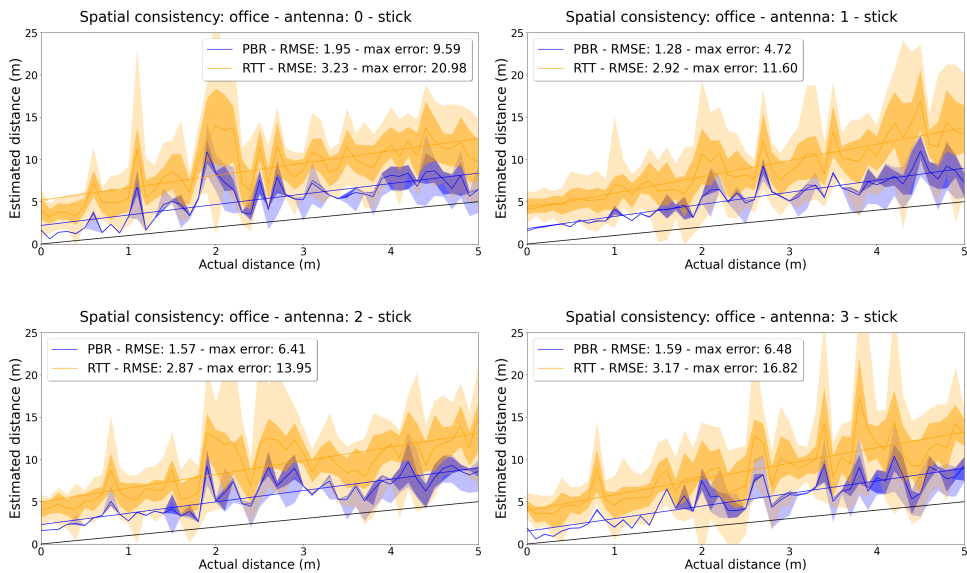 Spatial consistency: office - antenna: 0 - stick
PBR - RMSE: 1.95 - max error: 9.59
RTT - RMSE: 3.23 - max error: 20.98
Estimated distance (m)
25
20
15
10
5
0
0 1 2 3 4 5
Actual distance (m)
Spatial consistency: office - antenna: 1 - stick
PBR - RMSE: 1.28 - max error: 4.72
RTT - RMSE: 2.92 - max error: 11.60
Estimated distance (m)
25
20
15
10
5
0
0 1 2 3 4 5
Actual distance (m)
Spatial consistency: office - antenna: 2 - stick
PBR - RMSE: 1.57 - max error: 6.41
RTT - RMSE: 2.87 - max error: 13.95
Estimated distance (m)
25
20
15
10
5
0
0 1 2 3 4 5
Actual distance (m)
Spatial consistency: office - antenna: 3 - stick
PBR - RMSE: 1.59 - max error: 6.48
RTT - RMSE: 3.17 - max error: 16.82
Estimated distance (m)
25
20
15
10
5
0
0 1 2 3 4 5
Actual distance (m)